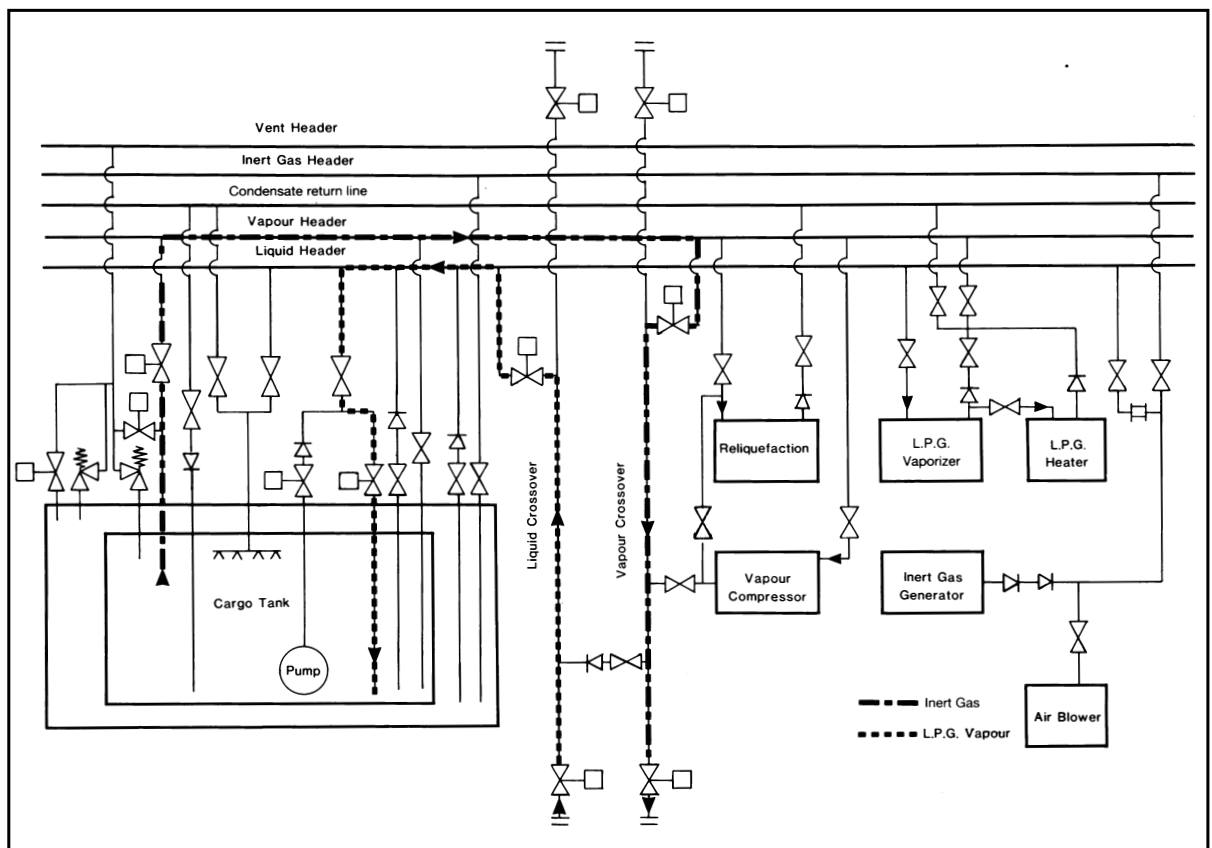 Vent Header
Inert Gas Header
Condensate return line
Vapour Header
Liquid Header
Liquid Crossover
Vapour Crossover
Reliquefaction
L.P.G.
Vaporizer
L.P.G.
Heater
Vapour
Compressor
Inert Gas
Generator
Cargo Tank
Pump
Air Blower
Inert Gas
L.P.G. Vapour